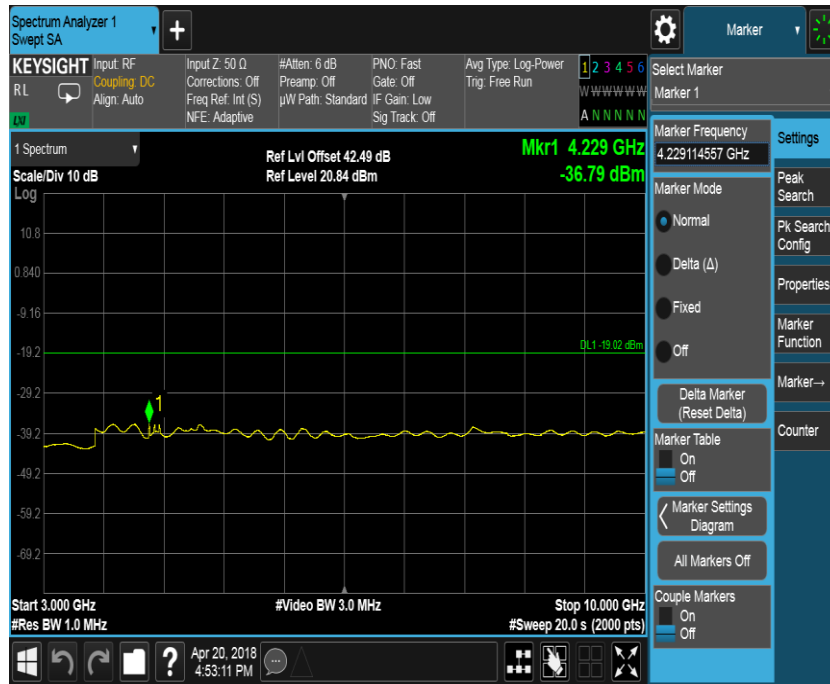 Spectrum Analyzer 1
Swept SA
+
Marker
KEYSIGHT
RL
LXI
Input: RF
Coupling: DC
Align: Auto
Input Z: 50 Ω
Corrections: Off
Freq Ref: Int (S)
NFE: Adaptive
#Atten: 6 dB
Preamp: Off
µW Path: Standard
PNO: Fast
Gate: Off
IF Gain: Low
Sig Track: Off
Avg Type: Log-Power
Trig: Free Run
1 2 3 4 5 6
W W W W W W
A N N N N N
Select Marker
Marker 1
1 Spectrum
Scale/Div 10 dB
Log
Ref Lvl Offset 42.49 dB
Ref Level 20.84 dBm
Mkr1 4.229 GHz
-36.79 dBm
10.8
0.840
-9.16
-19.2
-29.2
-39.2
-49.2
-59.2
-69.2
DL1 -19.02 dBm
1
Start 3.000 GHz
#Res BW 1.0 MHz
#Video BW 3.0 MHz
Stop 10.000 GHz
#Sweep 20.0 s (2000 pts)
Marker Frequency
4.229114557 GHz
Marker Mode
Normal
Delta (Δ)
Fixed
Off
Delta Marker
(Reset Delta)
Marker Table
On
Off
Marker Settings
Diagram
All Markers Off
Couple Markers
On
Off
Settings
Peak
Search
Pk Search
Config
Properties
Marker
Function
Marker→
Counter
?
Apr 20, 2018
4:53:11 PM